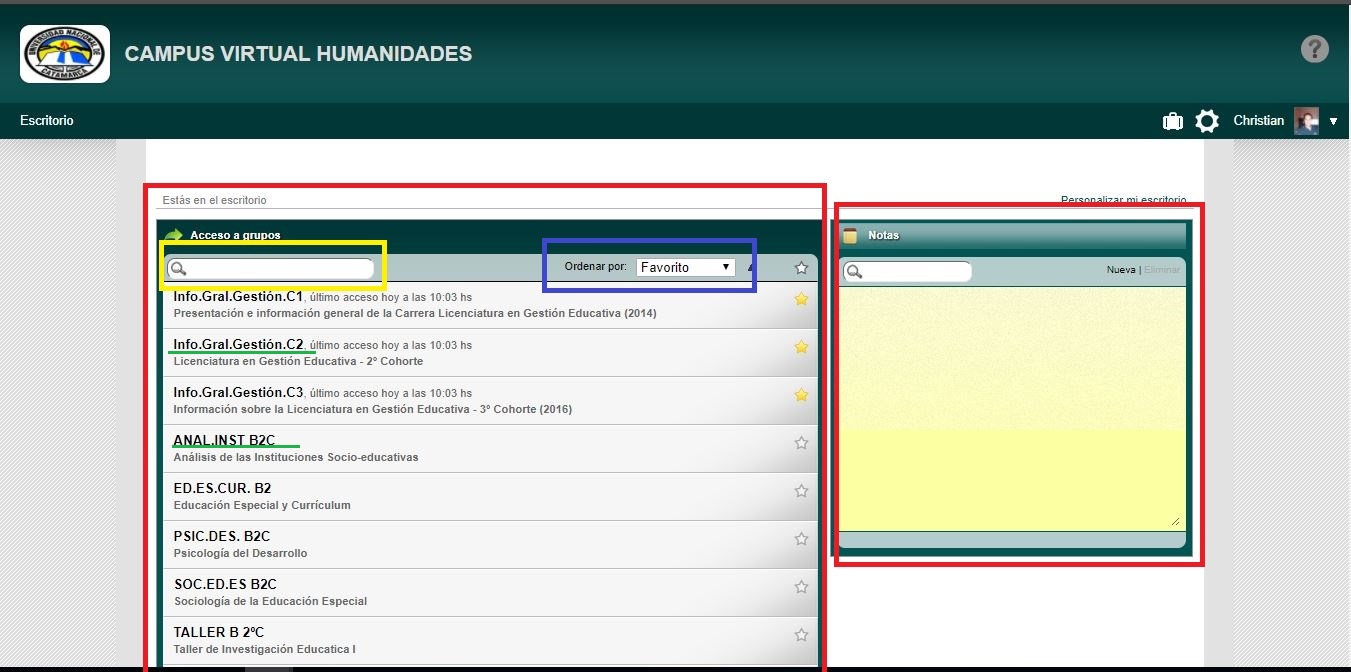 UNIVERSIDAD NACIONAL DE CATAMARCA
CAMPUS VIRTUAL HUMANIDADES
?
Escritorio
Christian
Estás en el escritorio
Personalizar mi escritorio
Acceso a grupos
Ordenar por: Favorito
Info.Gral.Gestión.C1, último acceso hoy a las 10:03 hs
Presentación e información general de la Carrera Licenciatura en Gestión Educativa (2014)
Info.Gral.Gestión.C2, último acceso hoy a las 10:03 hs
Licenciatura en Gestión Educativa - 2º Cohorte
Info.Gral.Gestión.C3, último acceso hoy a las 10:03 hs
Información sobre la Licenciatura en Gestión Educativa - 3º Cohorte (2016)
ANAL.INST B2C
Análisis de las Instituciones Socio-educativas
ED.ES.CUR. B2
Educación Especial y Currículum
PSIC.DES. B2C
Psicología del Desarrollo
SOC.ED.ES B2C
Sociología de la Educación Especial
TALLER B 2ºC
Taller de Investigación Educatica I
Notas
Nueva | Eliminar